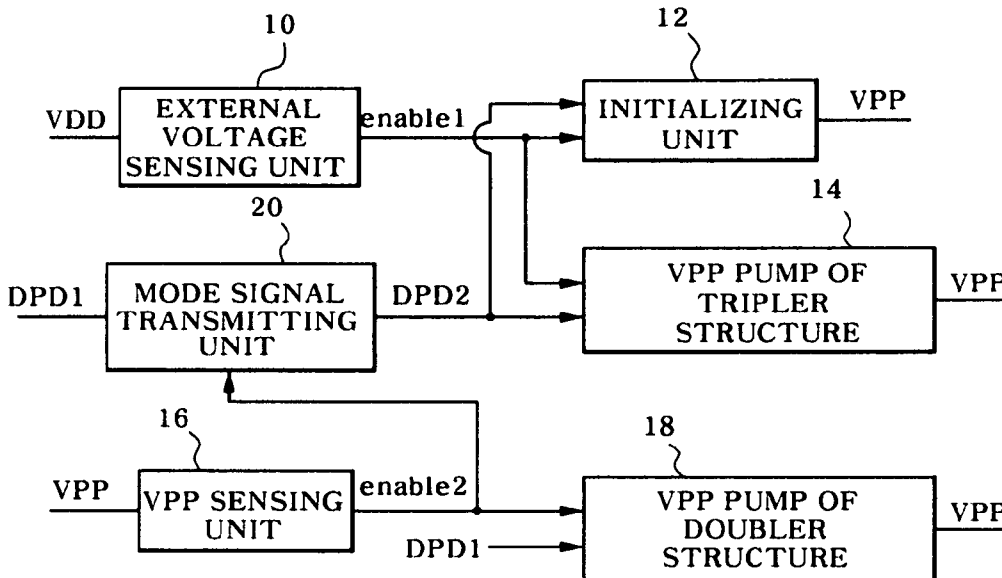 10
12
VDD
EXTERNAL
VOLTAGE
SENSING UNIT
enable1
INITIALIZING
UNIT
VPP
20
14
DPD1
MODE SIGNAL
TRANSMITTING
UNIT
DPD2
VPP PUMP OF
TRIPLER
STRUCTURE
VPP
16
18
VPP
VPP SENSING
UNIT
enable2
DPD1
VPP PUMP OF
DOUBLER
STRUCTURE
VPP